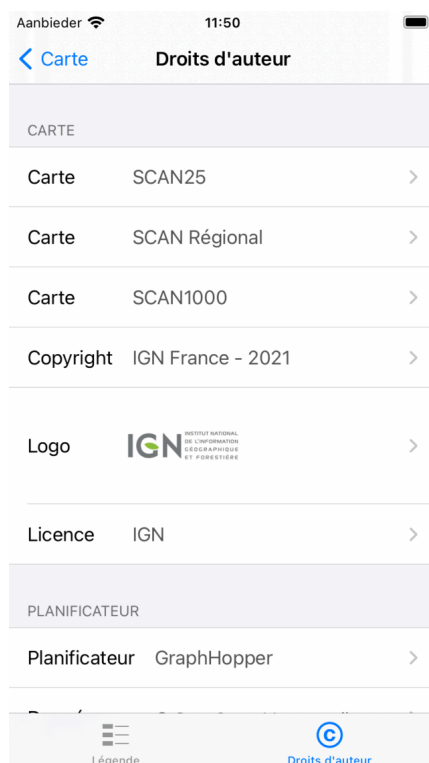 Aanbieder 11:50
Carte Droits d'auteur
CARTE
Carte SCAN25
Carte SCAN Régional
Carte SCAN1000
Copyright IGN France - 2021
Logo IGN INSTITUT NATIONAL
DE L'INFORMATION
GÉOGRAPHIQUE
ET FORESTIÈRE
Licence IGN
PLANIFICATEUR
Planificateur GraphHopper
Légende Droits d'auteur